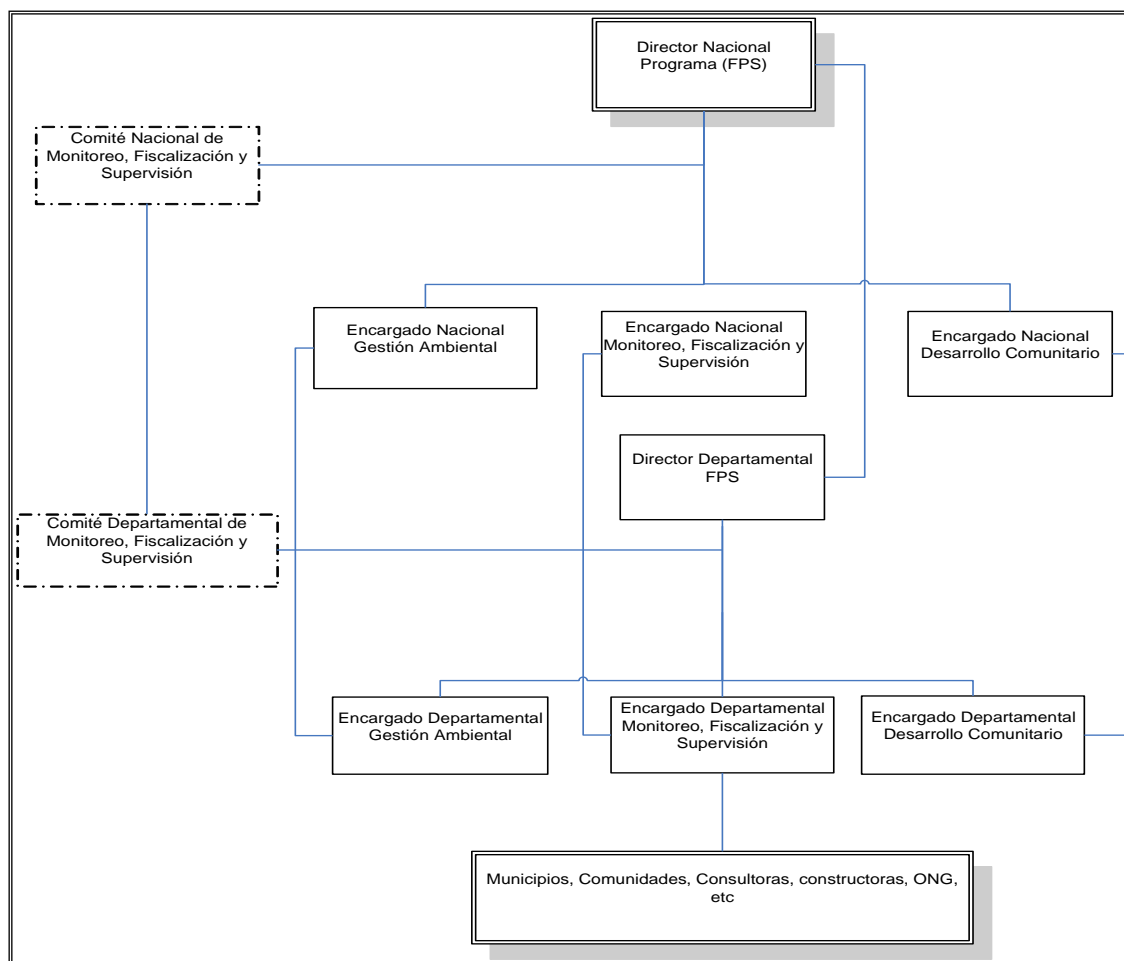 Director Nacional
Programa (FPS)
Comité Nacional de
Monitoreo, Fiscalización y
Supervisión
Encargado Nacional
Gestión Ambiental
Encargado Nacional
Monitoreo, Fiscalización y
Supervisión
Encargado Nacional
Desarrollo Comunitario
Director Departamental
FPS
Comité Departamental de
Monitoreo, Fiscalización y
Supervisión
Encargado Departamental
Gestión Ambiental
Encargado Departamental
Monitoreo, Fiscalización y
Supervisión
Encargado Departamental
Desarrollo Comunitario
Municipios, Comunidades, Consultoras, constructoras, ONG,
etc